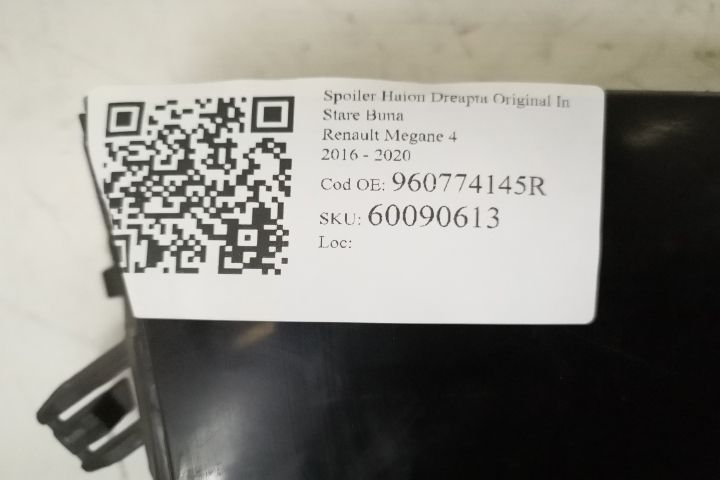 Spoiler Haion Dreapta Original In
Stare Buna
Renault Megane 4
2016 - 2020
Cod OE: 960774145R
SKU: 60090613
Loc: